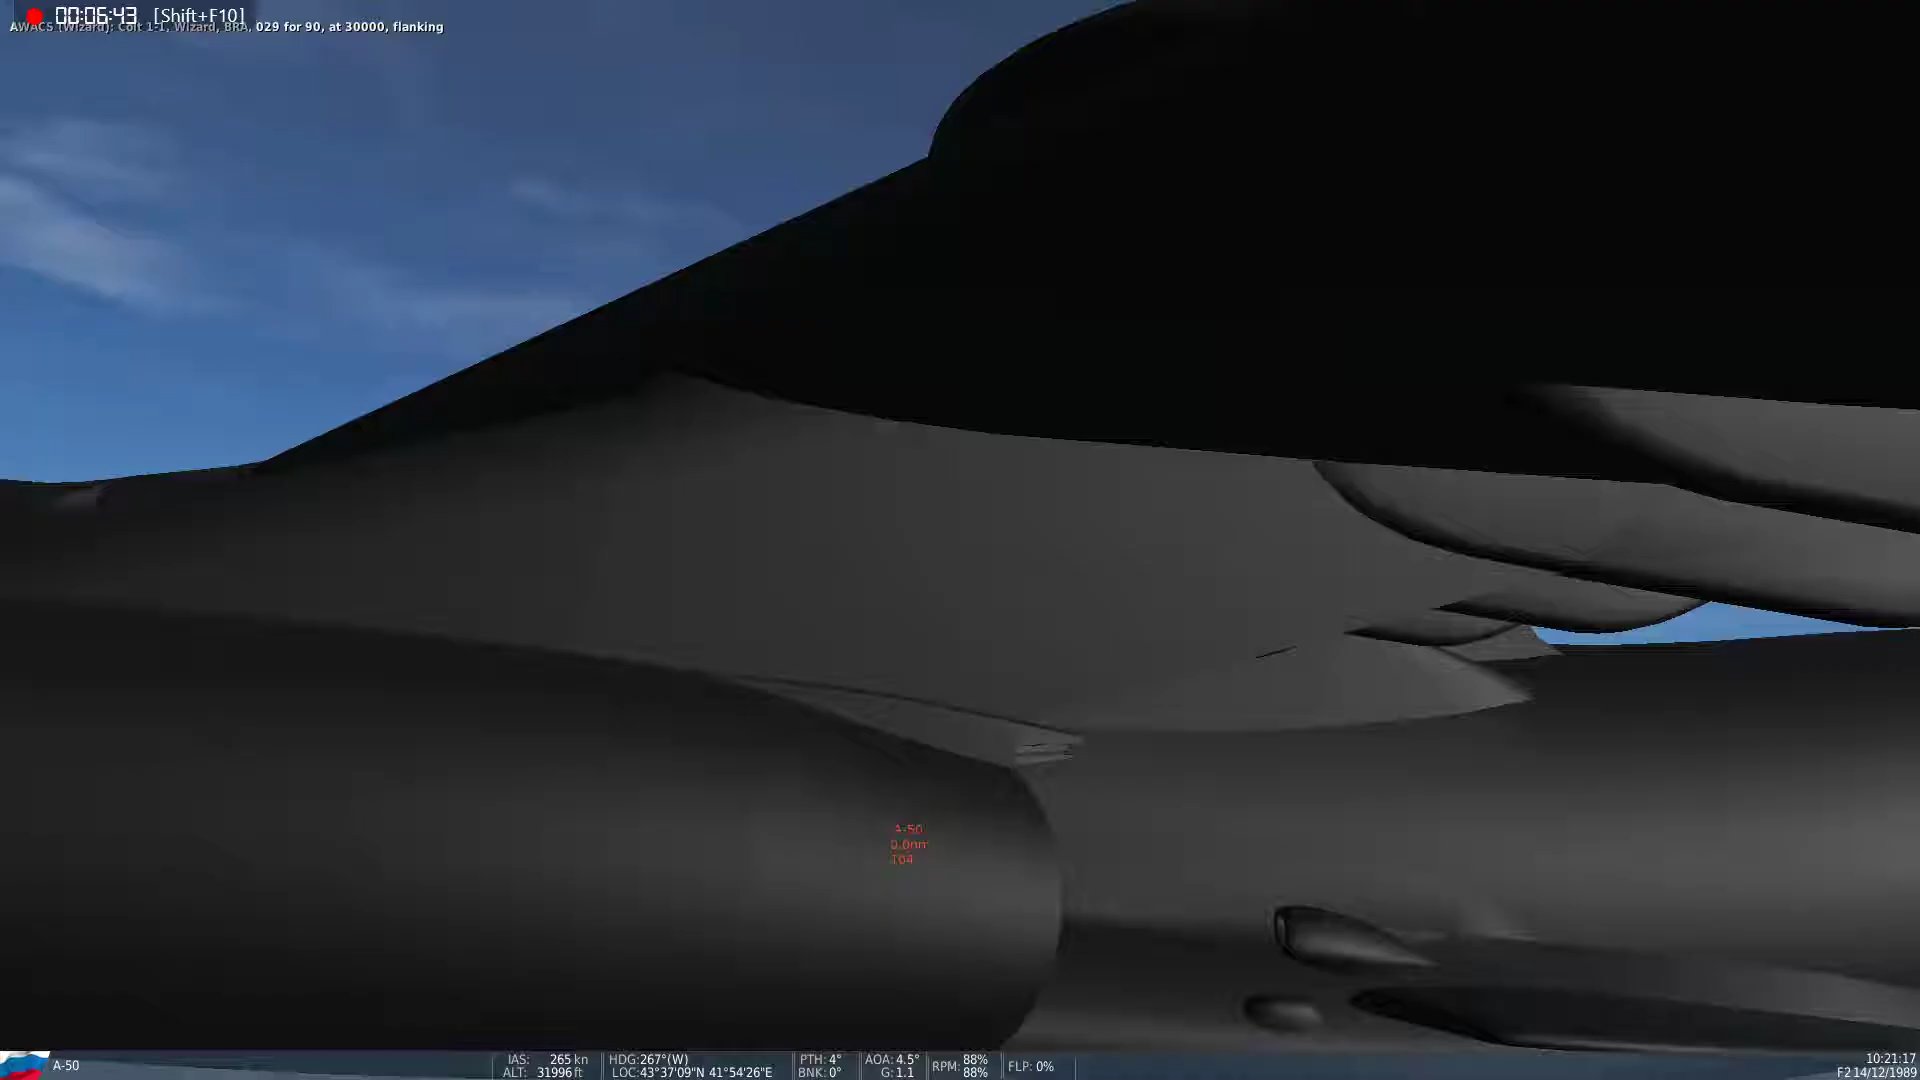 00:06:43 [Shift+F10]
AWACS (Wizard): Colt 1-1, Wizard, BRA, 029 for 90, at 30000, flanking
A-50
0.0nm
104
A-50
IAS: 265 kn
ALT: 31996 ft
HDG:267°(W)
LOC:43°37'09"N 41°54'26"E
PTH: 4°
BNK: 0°
AOA: 4.5°
G: 1.1
RPM: 88%
88%
FLP: 0%
10:21:17
F2 14/12/1989